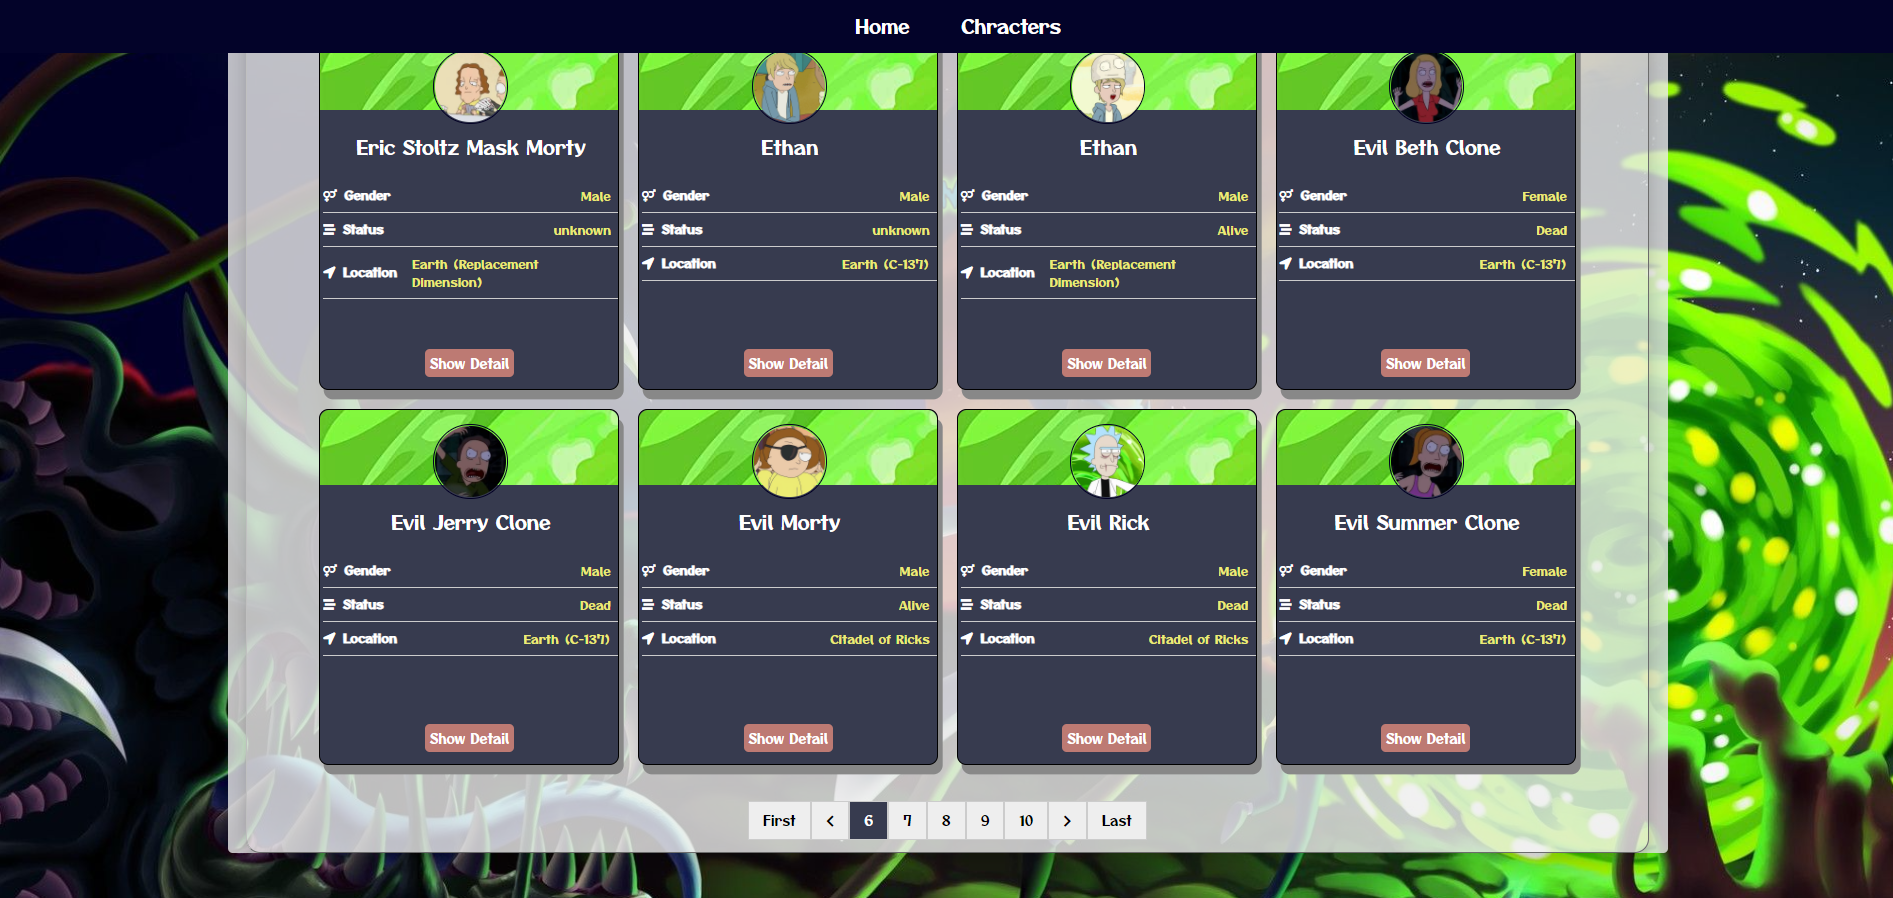 Home Chracters
Eric Stoltz Mask Morty
Gender Male
Status unknown
Location Earth (Replacement
Dimension)
Show Detail
Ethan
Gender Male
Status unknown
Location Earth (C-137)
Show Detail
Ethan
Gender Male
Status Alive
Location Earth (Replacement
Dimension)
Show Detail
Evil Beth Clone
Gender Female
Status Dead
Location Earth (C-137)
Show Detail
Evil Jerry Clone
Gender Male
Status Dead
Location Earth (C-137)
Show Detail
Evil Morty
Gender Male
Status Alive
Location Citadel of Ricks
Show Detail
Evil Rick
Gender Male
Status Dead
Location Citadel of Ricks
Show Detail
Evil Summer Clone
Gender Female
Status Dead
Location Earth (C-137)
Show Detail
First < 6 7 8 9 10 > Last